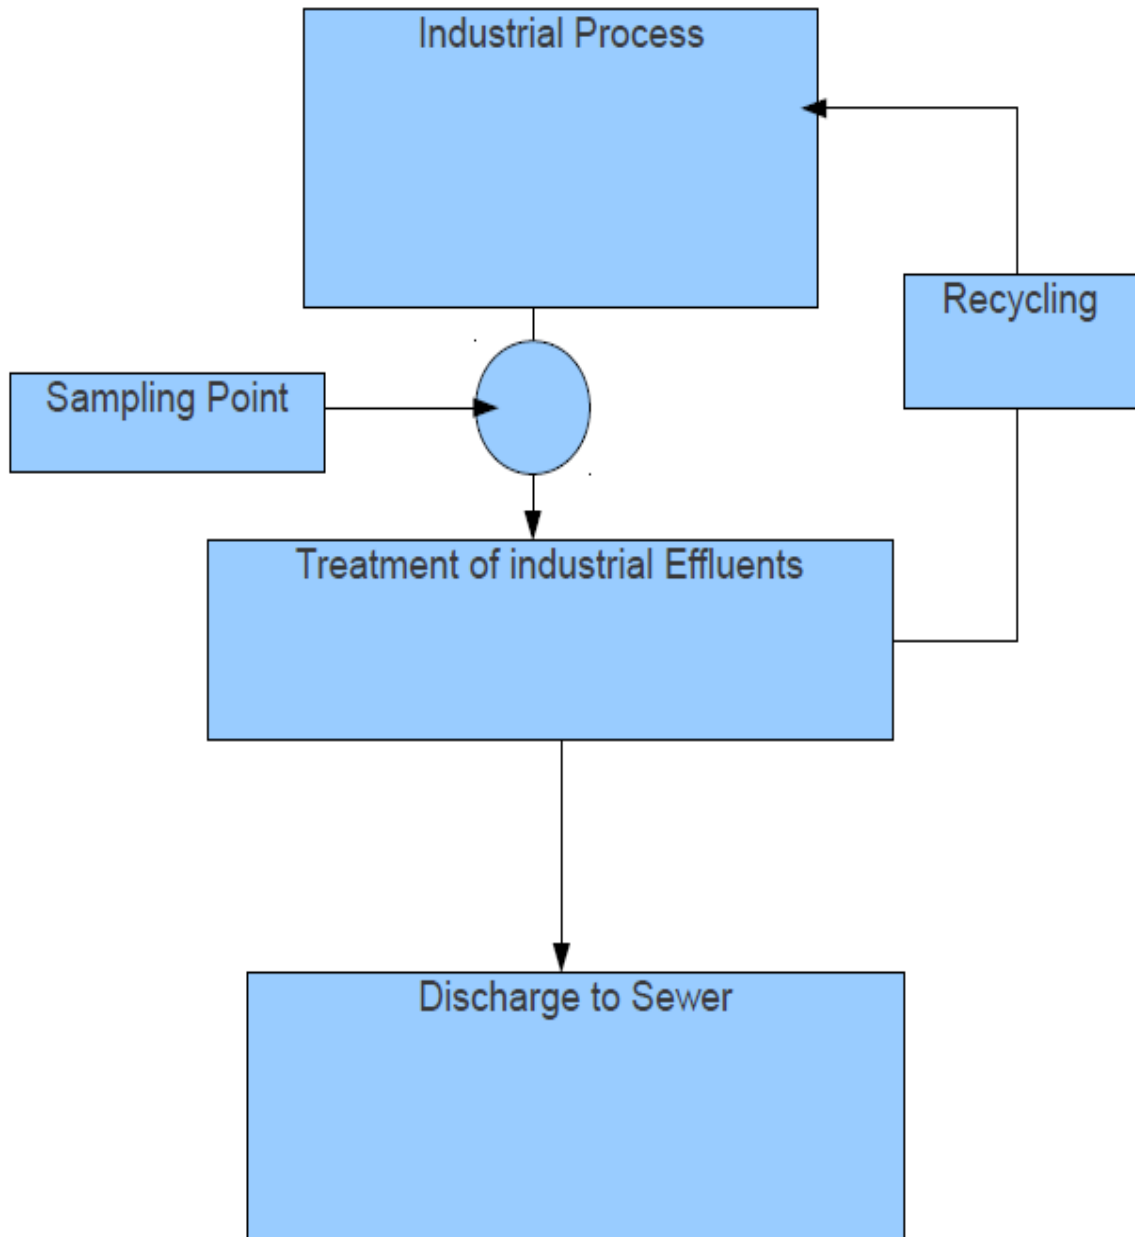 Industrial Process
Recycling
Sampling Point
Treatment of industrial Effluents
Discharge to Sewer